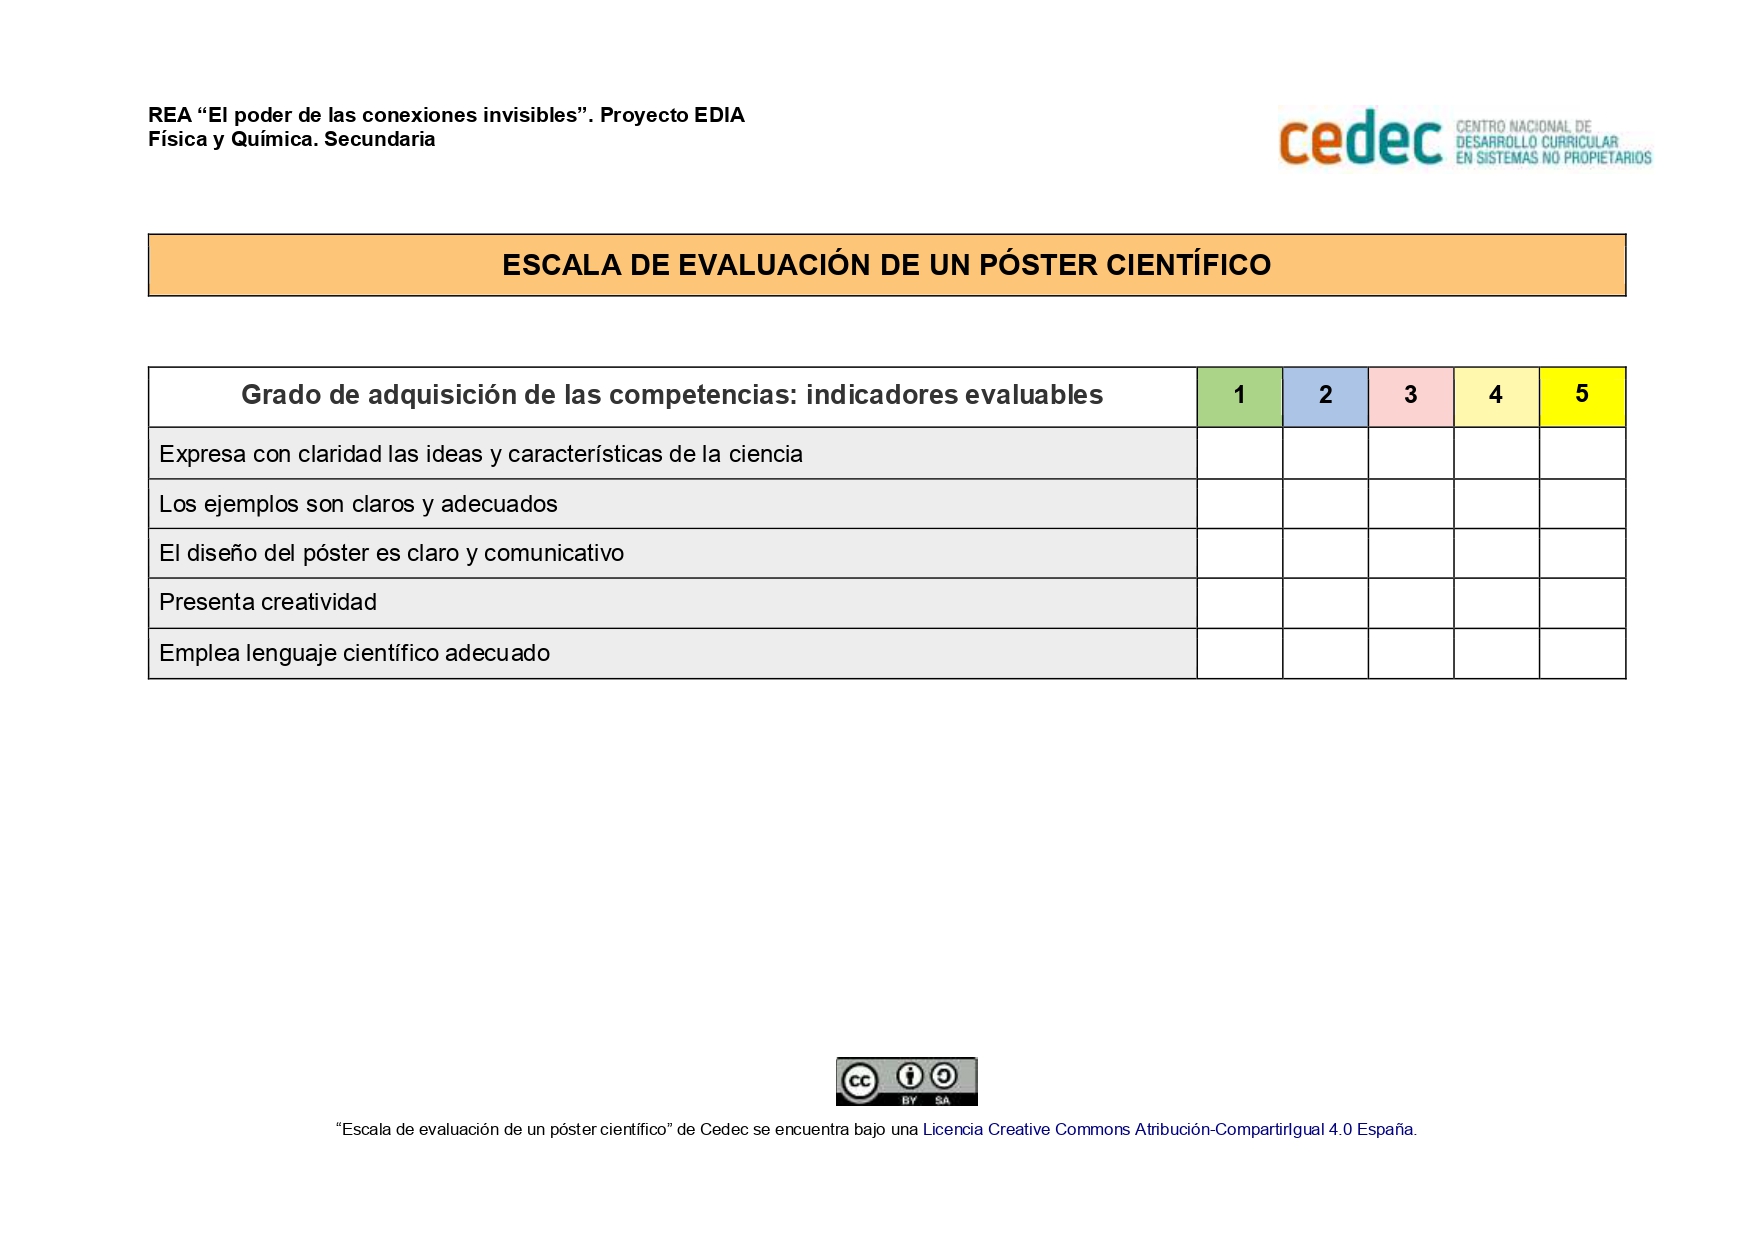 REA “El poder de las conexiones invisibles”. Proyecto EDIA
Física y Química. Secundaria
cedec
CENTRO NACIONAL DE
DESARROLLO CURRICULAR
EN SISTEMAS NO PROPIETARIOS
ESCALA DE EVALUACIÓN DE UN PÓSTER CIENTÍFICO
Grado de adquisición de las competencias: indicadores evaluables 1 2 3 4 5
Expresa con claridad las ideas y características de la ciencia
Los ejemplos son claros y adecuados
El diseño del póster es claro y comunicativo
Presenta creatividad
Emplea lenguaje científico adecuado
cc BY SA
“Escala de evaluación de un póster científico” de Cedec se encuentra bajo una Licencia Creative Commons Atribución-CompartirIgual 4.0 España.